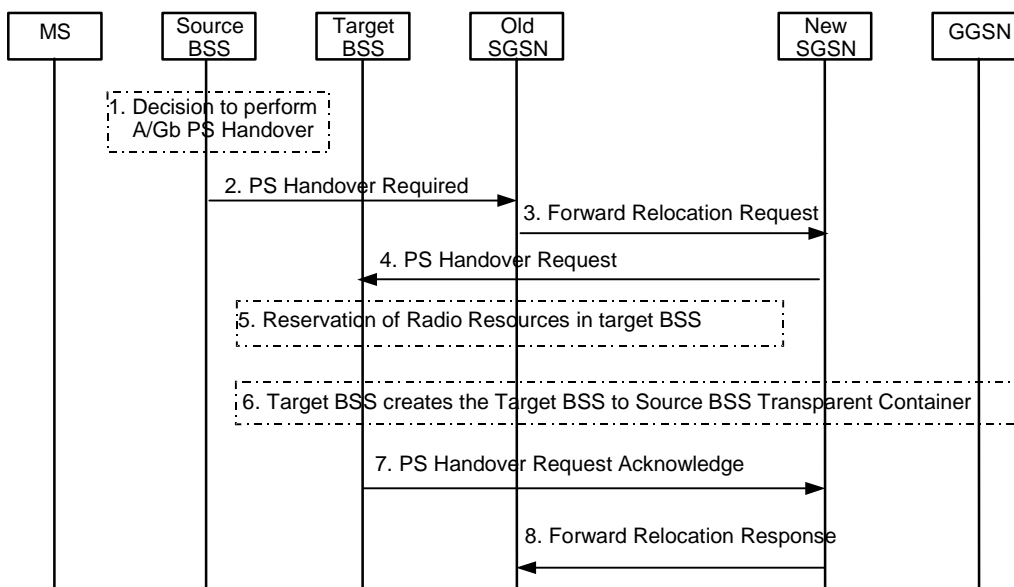 MS
Source
BSS
Target
BSS
Old
SGSN
New
SGSN
GGSN
1. Decision to perform
A/Gb PS Handover
2. PS Handover Required
3. Forward Relocation Request
4. PS Handover Request
5. Reservation of Radio Resources in target BSS
6. Target BSS creates the Target BSS to Source BSS Transparent Container
7. PS Handover Request Acknowledge
8. Forward Relocation Response